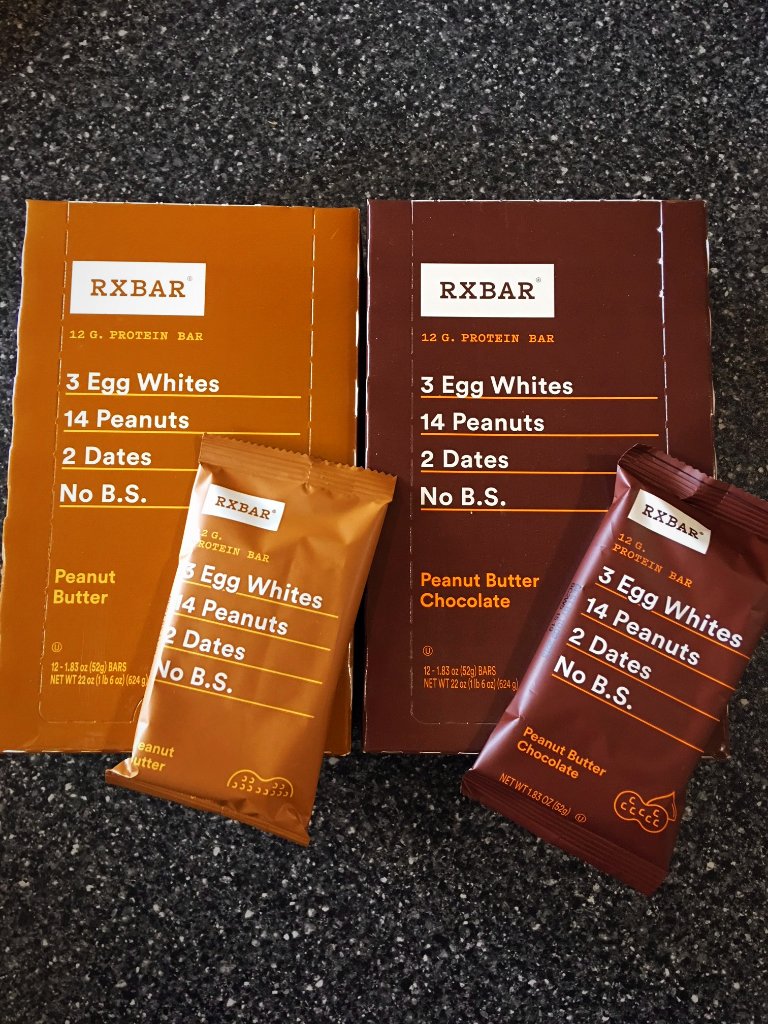 RXBAR®
12 G. PROTEIN BAR
3 Egg Whites
14 Peanuts
2 Dates
No B.S.
Peanut
Butter
12 - 1.83 oz (52g) BARS
NET WT 22 oz (1 lb 6 oz) (624 g)
RXBAR®
12 G. PROTEIN BAR
3 Egg Whites
14 Peanuts
2 Dates
No B.S.
Peanut Butter
Chocolate
12 - 1.83 oz (52g) BARS
NET WT 22 oz (1 lb 6 oz) (624 g)
RXBAR®
12 G.
PROTEIN BAR
3 Egg Whites
14 Peanuts
2 Dates
No B.S.
eanut
utter
RXBAR®
12 G.
PROTEIN BAR
3 Egg Whites
14 Peanuts
2 Dates
No B.S.
Peanut Butter
Chocolate
NET WT 1.83 OZ (52g)